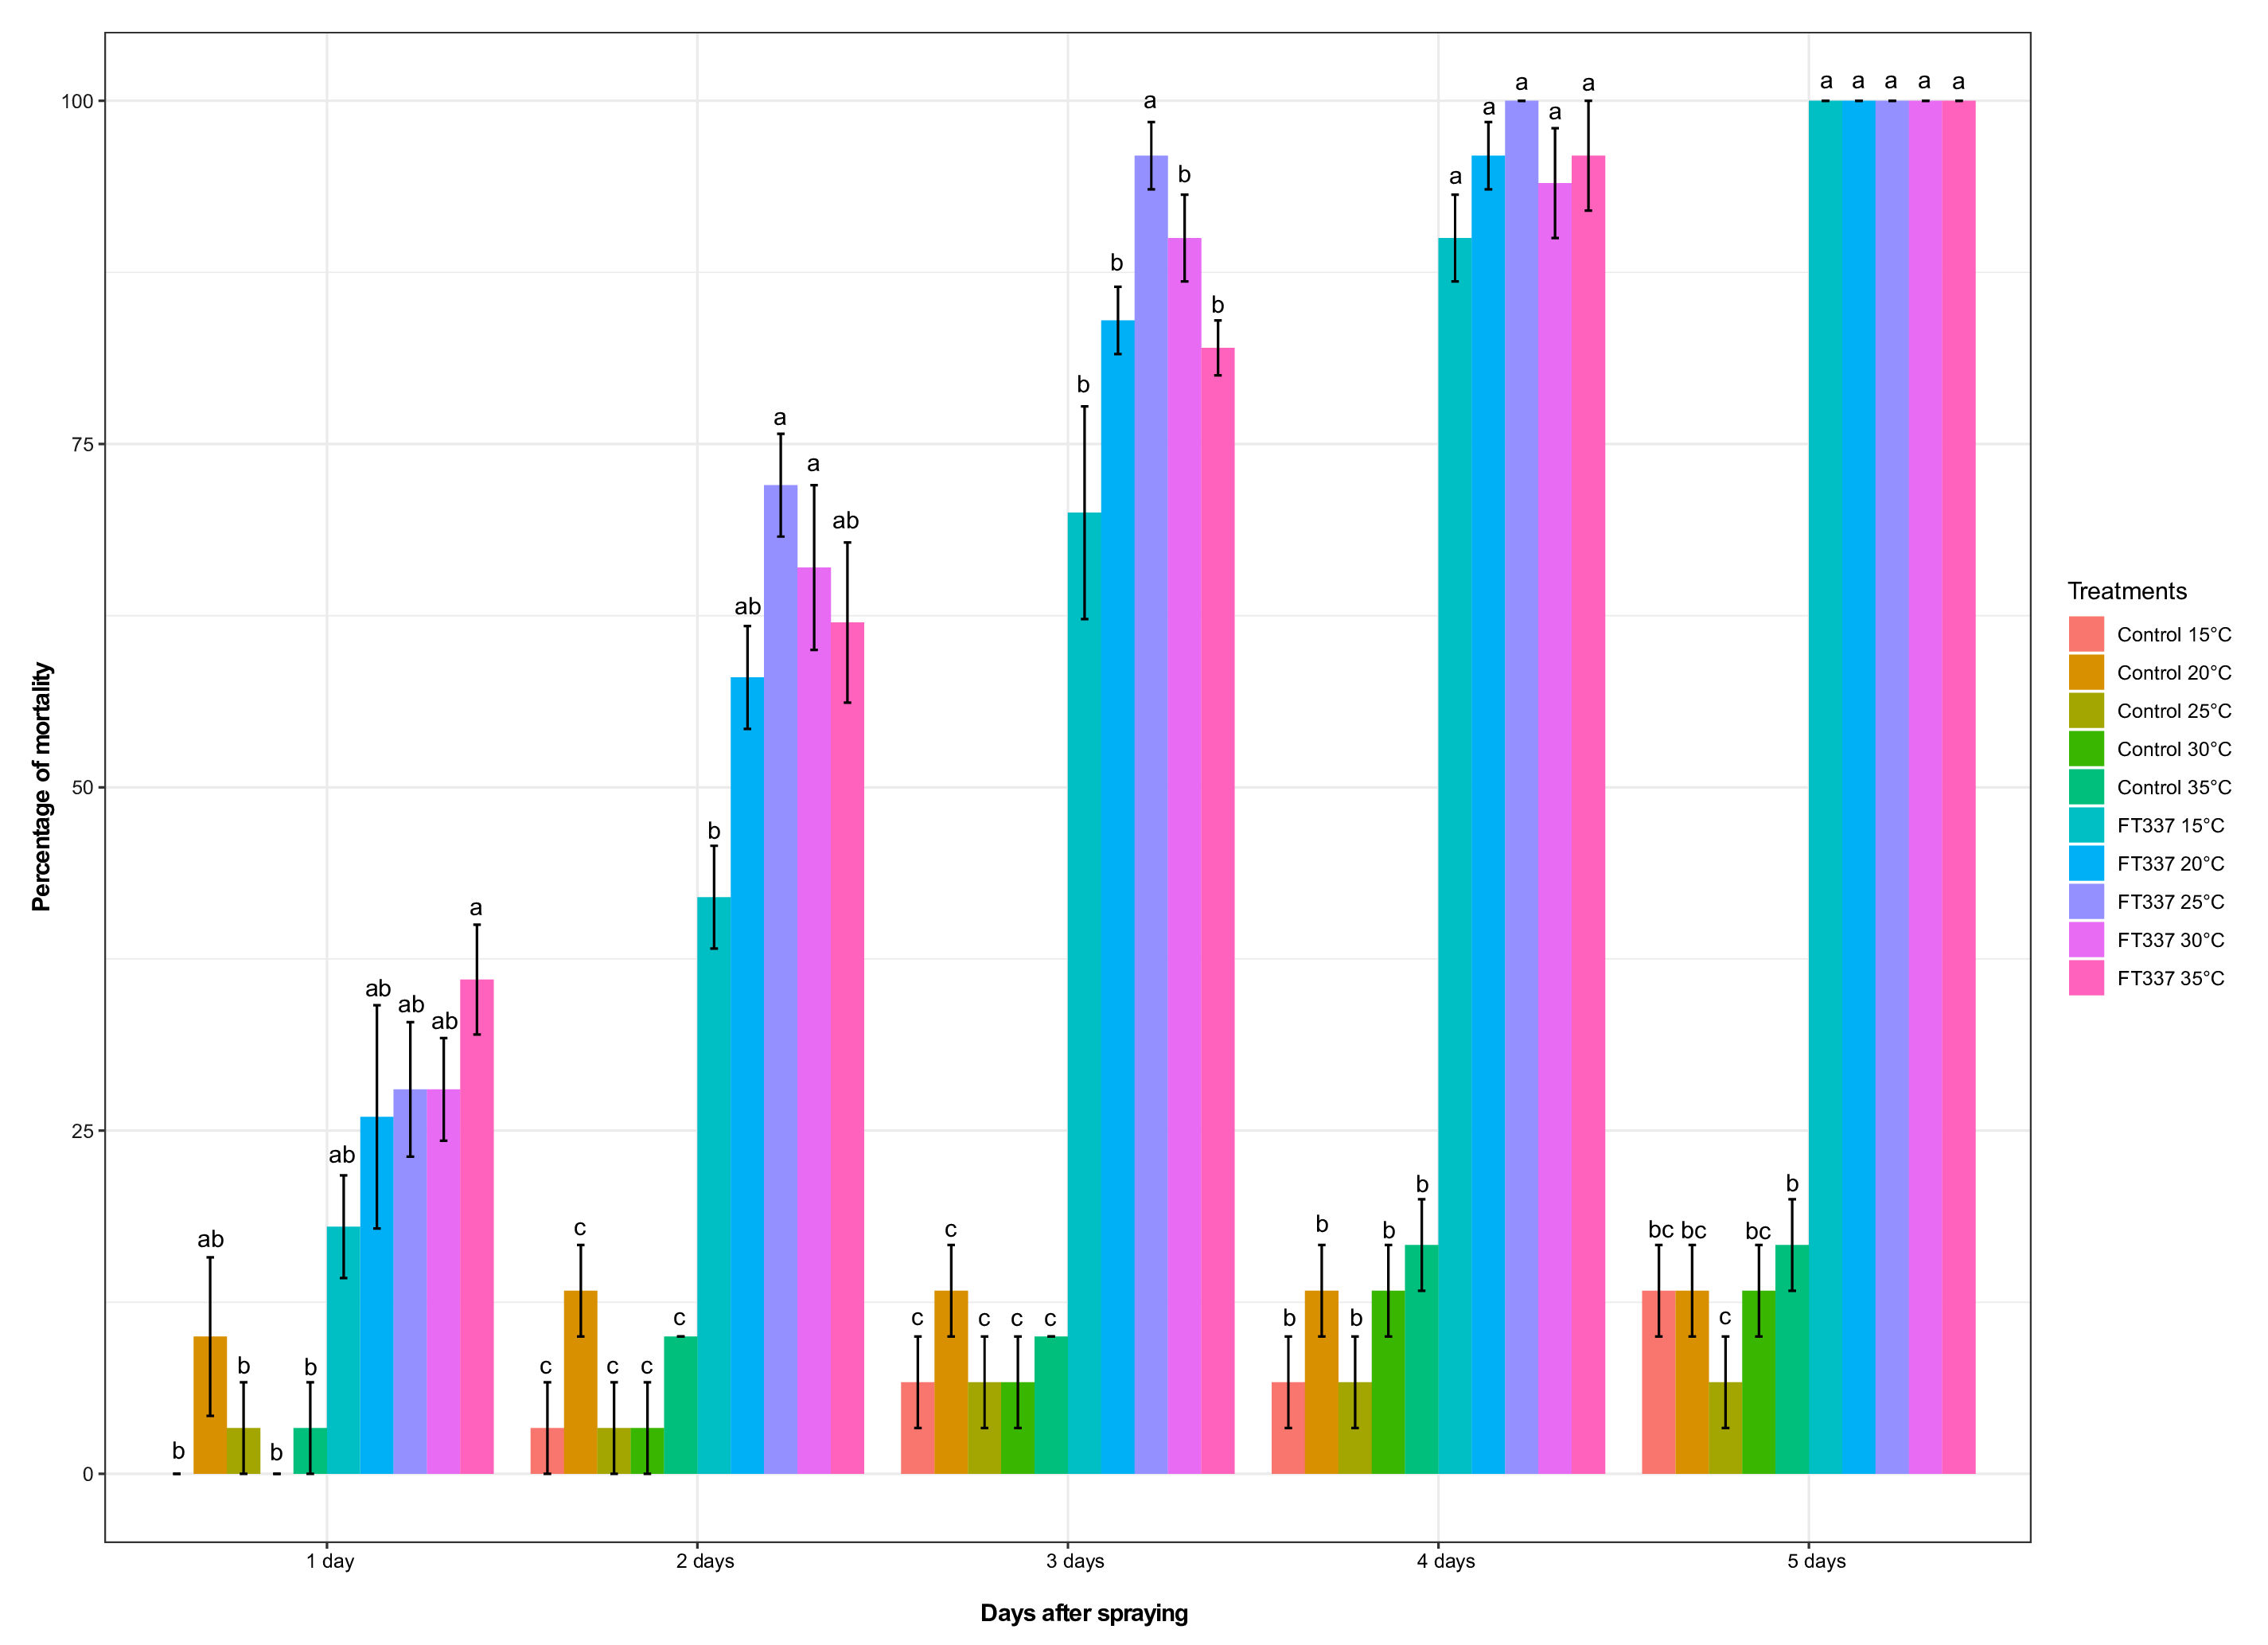 a a a a a a a
100
a a a a
b
b
b
b
75
a
a
ab
ab
50
b
a
ab ab ab
25
ab
ab c c b b b bc bc bc b
b b c c c c c c c c b b c
b b
0
Percentage of mortality
1 day 2 days 3 days 4 days 5 days
Days after spraying
Treatments
Control 15°C
Control 20°C
Control 25°C
Control 30°C
Control 35°C
FT337 15°C
FT337 20°C
FT337 25°C
FT337 30°C
FT337 35°C